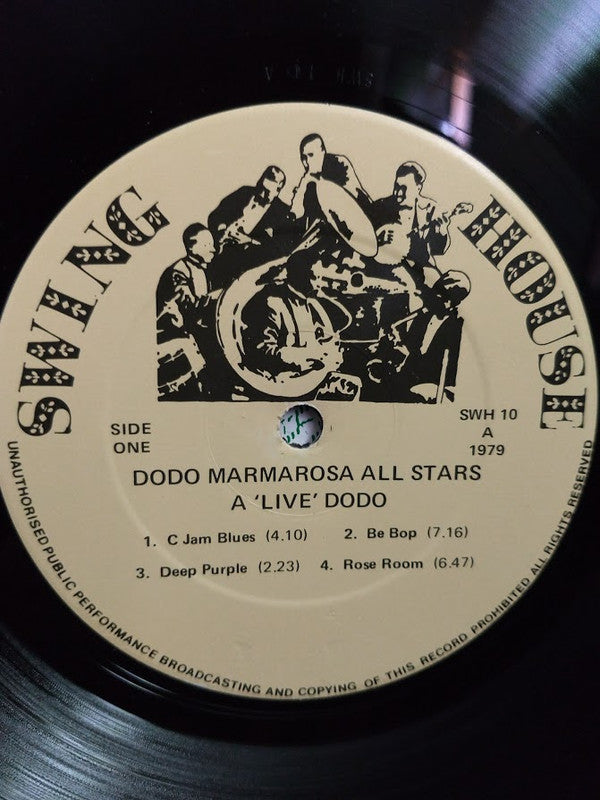 SWING HOUSE
SIDE
ONE
SWH 10
A
1979
DODO MARMAROSA ALL STARS
A ‘LIVE’ DODO
1. C Jam Blues (4.10) 2. Be Bop (7.16)
3. Deep Purple (2.23) 4. Rose Room (6.47)
UNAUTHORISED PUBLIC PERFORMANCE BROADCASTING AND COPYING OF THIS RECORD PROHIBITED ALL RIGHTS RESERVED